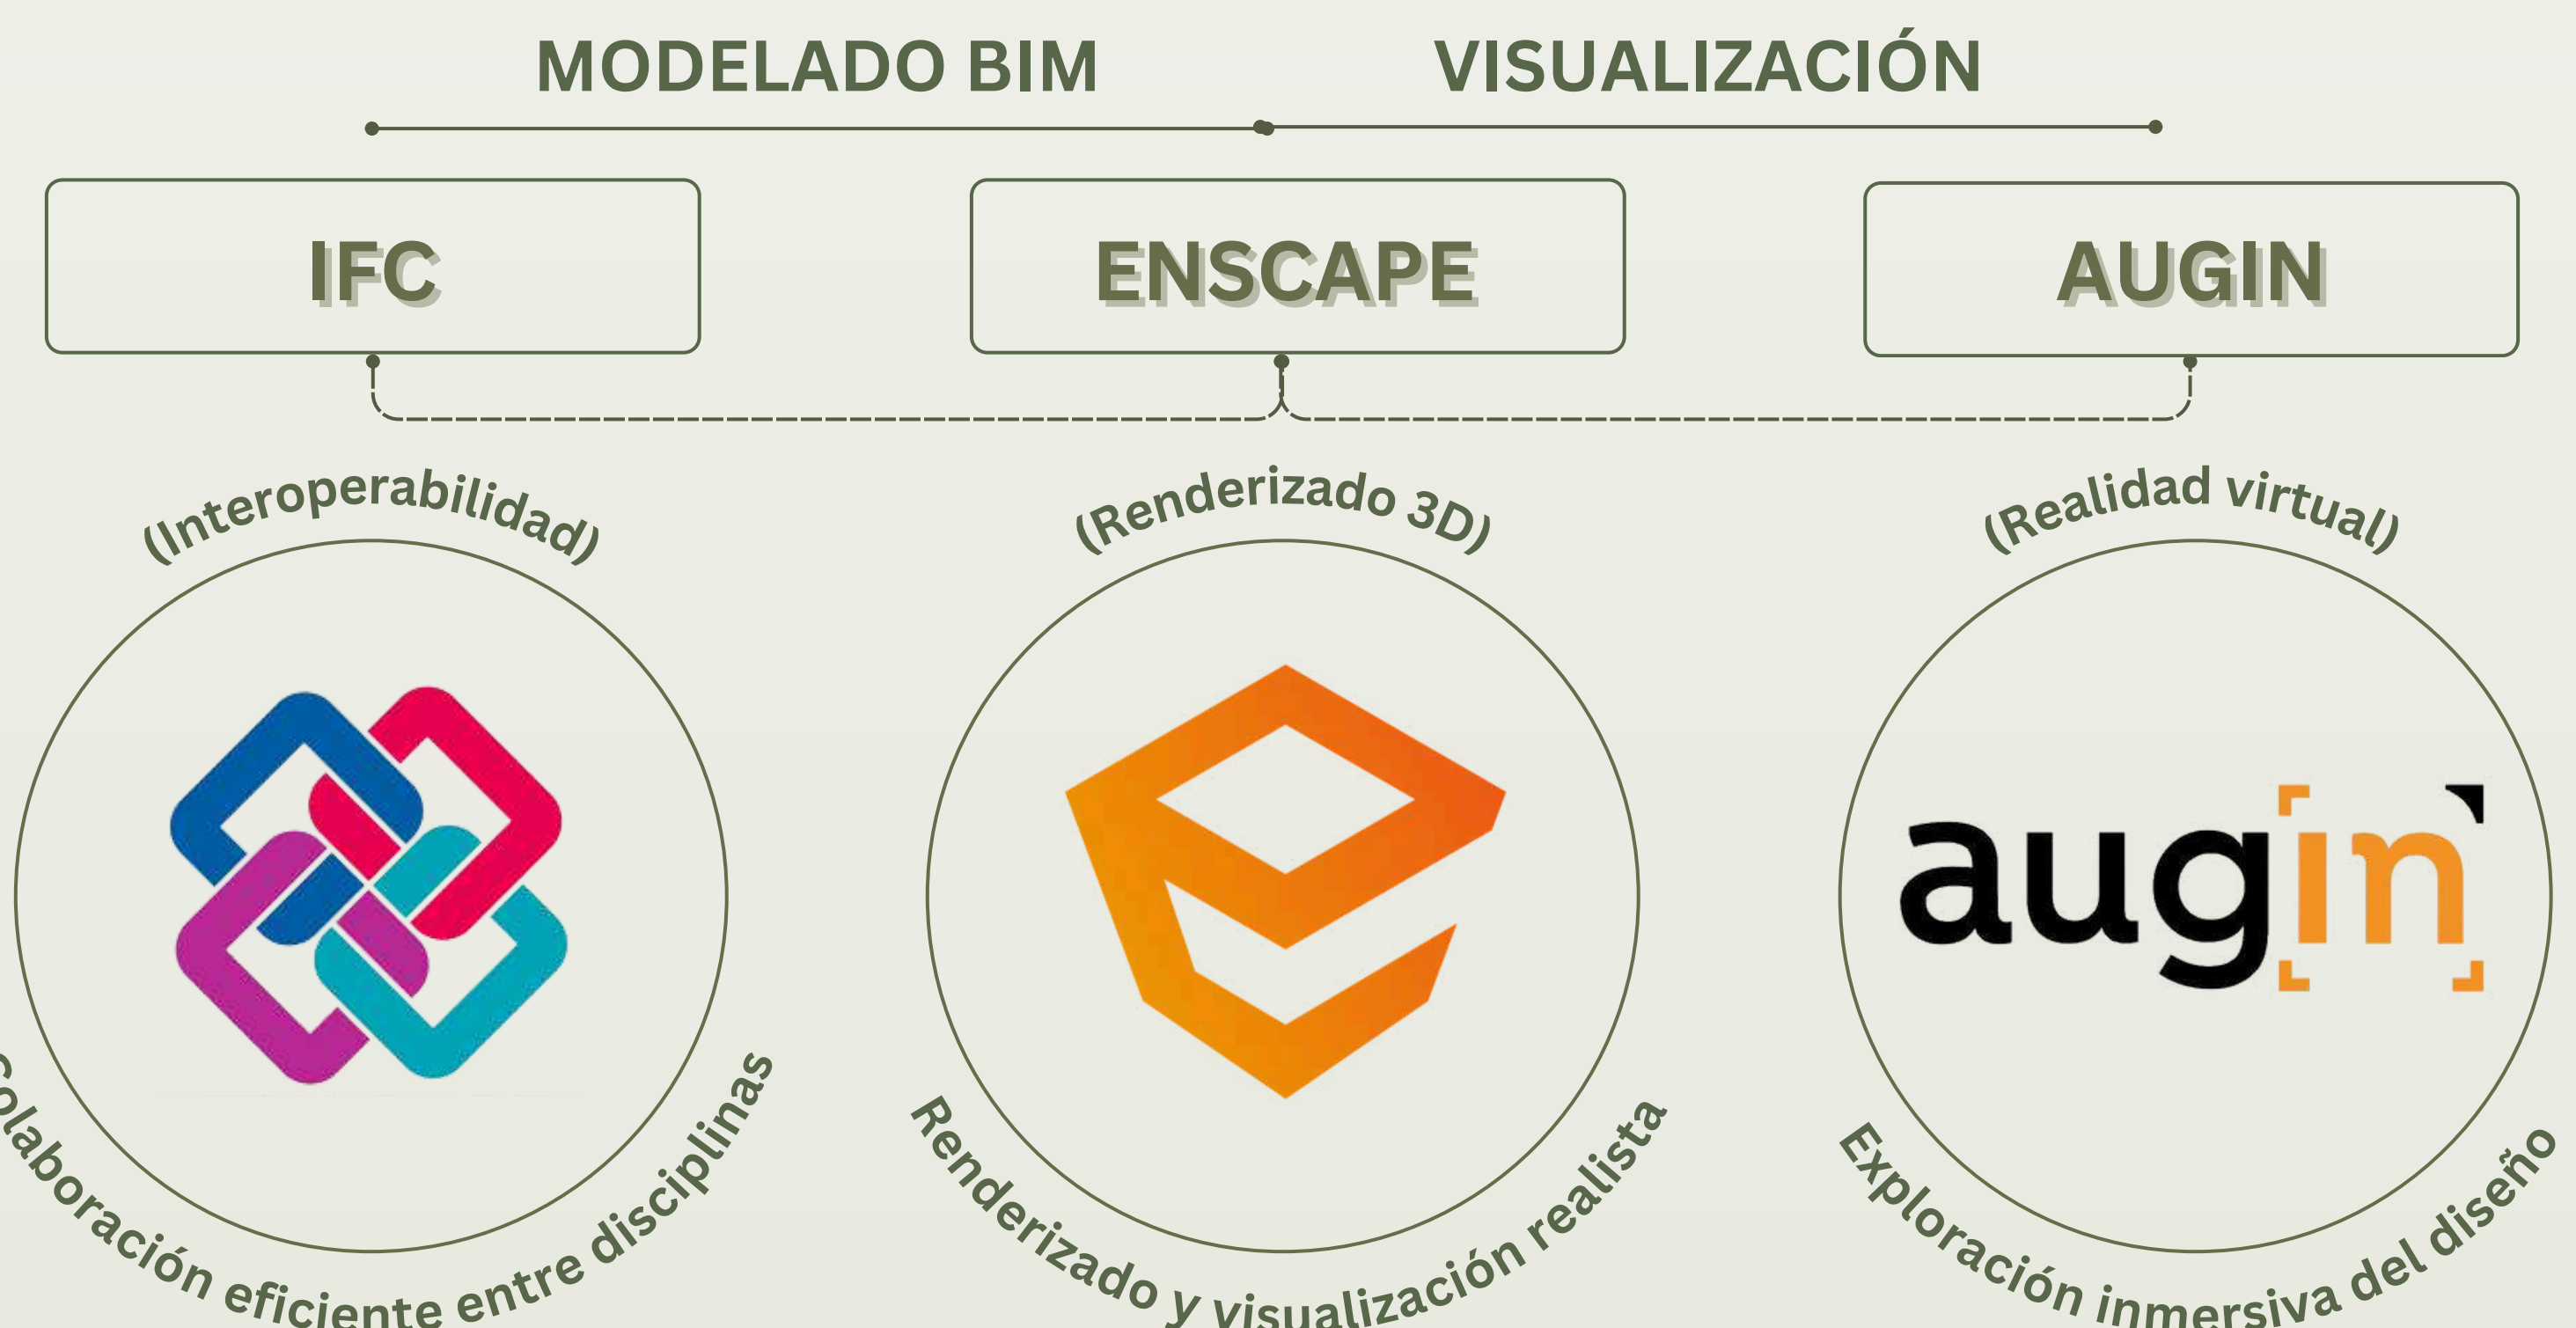 MODELADO BIM
VISUALIZACIÓN
IFC
ENSCAPE
AUGIN
(Interoperabilidad)
(Renderizado 3D)
(Realidad virtual)
augin
Colaboración eficiente entre disciplinas
Renderizado y visualización realista
Exploración inmersiva del diseño